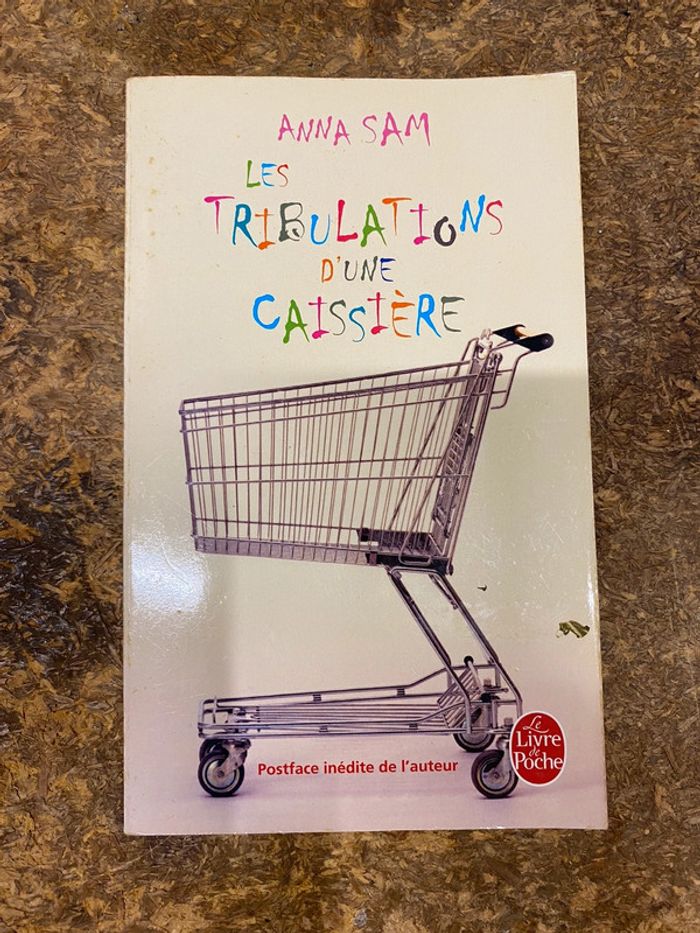 ANNA SAM
LES
TRIBULATIONS
D'UNE
CAISSIÈRE
Postface inédite de l'auteur
Le
Livre
de
Poche